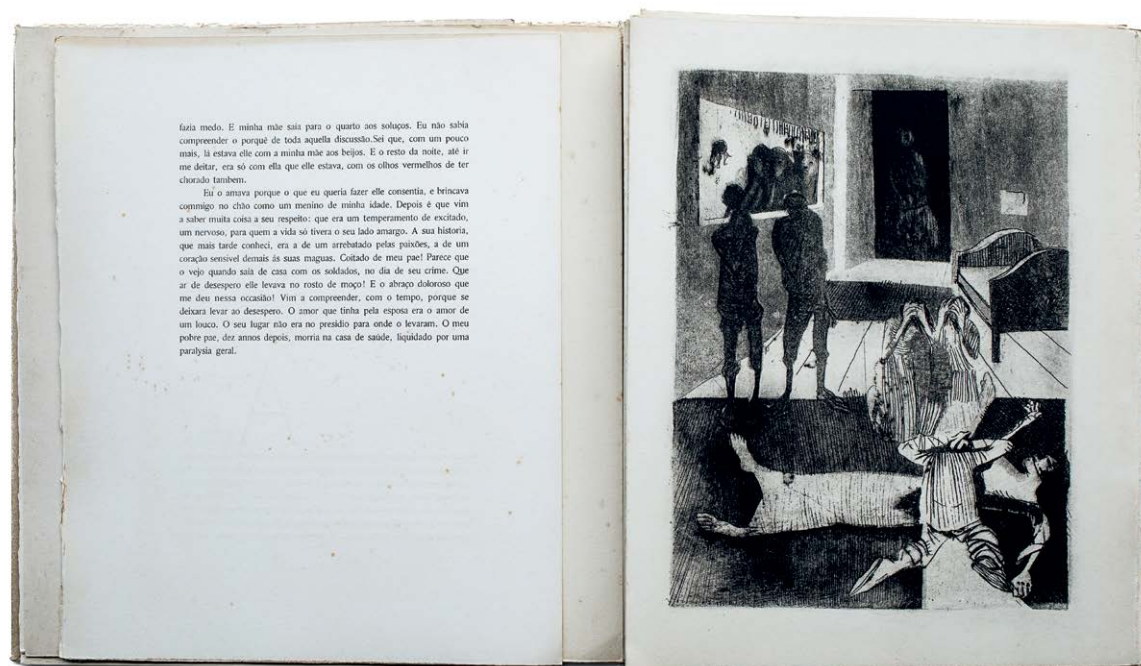 fazia medo. E minha mãe saia para o quarto aos soluços. Eu não sabia
compreender o porquê de toda aquella discussão.Sei que, com um pouco
mais, lá estava elle com a minha mãe aos beijos. E o resto da noite, até ir
me deitar, era só com ella que elle estava, com os olhos vermelhos de ter
chorado tambem.
Eu o amava porque o que eu queria fazer elle consentia, e brincava
commigo no chão como um menino de minha idade. Depois é que vim
a saber muita coisa a seu respeito: que era um temperamento de excitado,
um nervoso, para quem a vida só tivera o seu lado amargo. A sua historia,
que mais tarde conheci, era a de um arrebatado pelas paixões, a de um
coração sensivel demais ás suas maguas. Coitado de meu pae! Parece que
o vejo quando saia de casa com os soldados, no dia de seu crime. Que
ar de desespero elle levava no rosto de moço! E o abraço doloroso que
me deu nessa occasião! Vim a comprehender, com o tempo, porque se
deixara levar ao desespero. O amor que tinha pela esposa era o amor de
um louco. O seu lugar não era no presidio para onde o levaram. O meu
pobre pae, dez annos depois, morria na casa de saúde, liquidado por uma
paralysia geral.